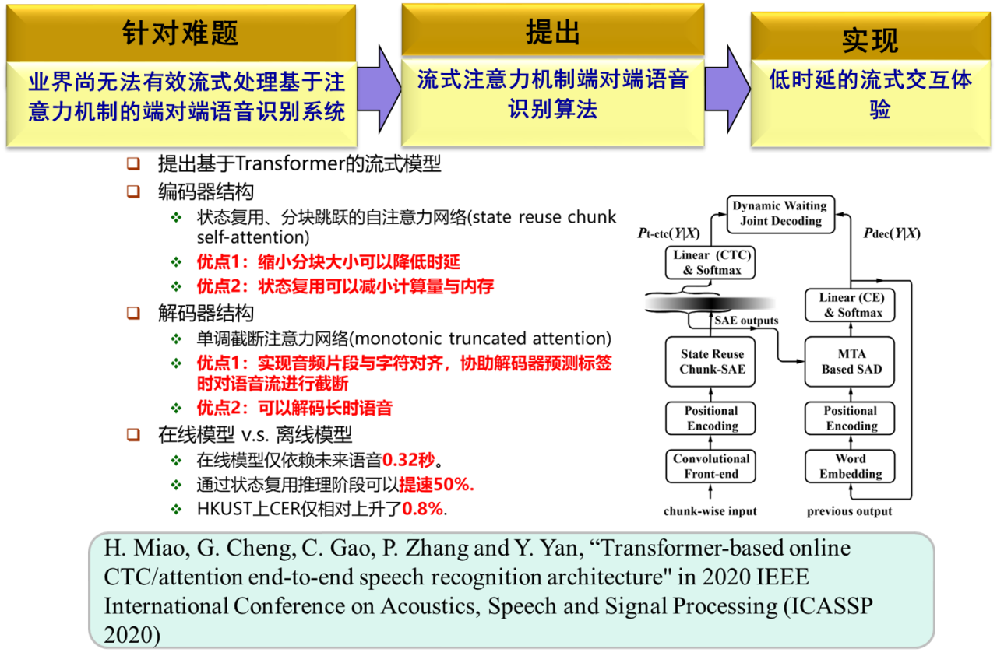 针对难题
业界尚无法有效流式处理基于注
意力机制的端对端语音识别系统
提出
流式注意力机制端对端语音
识别算法
实现
低时延的流式交互体
验
提出基于Transformer的流式模型
编码器结构
状态复用、分块跳跃的自注意力网络(state reuse chunk
self-attention)
优点1：缩小分块大小可以降低时延
优点2：状态复用可以减小计算量与内存
解码器结构
单调截断注意力网络(monotonic truncated attention)
优点1：实现音频片段与字符对齐，协助解码器预测标签
时对语音流进行截断
优点2：可以解码长时语音
在线模型 v.s. 离线模型
在线模型仅依赖未来语音0.32秒。
通过状态复用推理阶段可以提速50%.
HKUST上CER仅相对上升了0.8%.
Dynamic Waiting
Joint Decoding
Pt-ctc(Y|X)
Pdec(Y|X)
Linear (CTC)
& Softmax
Linear (CE)
& Softmax
SAE outputs
State Reuse
Chunk-SAE
MTA
Based SAD
Positional
Encoding
Positional
Encoding
Convolutional
Front-end
Word
Embedding
chunk-wise input
previous output
H. Miao, G. Cheng, C. Gao, P. Zhang and Y. Yan, “Transformer-based online
CTC/attention end-to-end speech recognition architecture" in 2020 IEEE
International Conference on Acoustics, Speech and Signal Processing (ICASSP
2020)